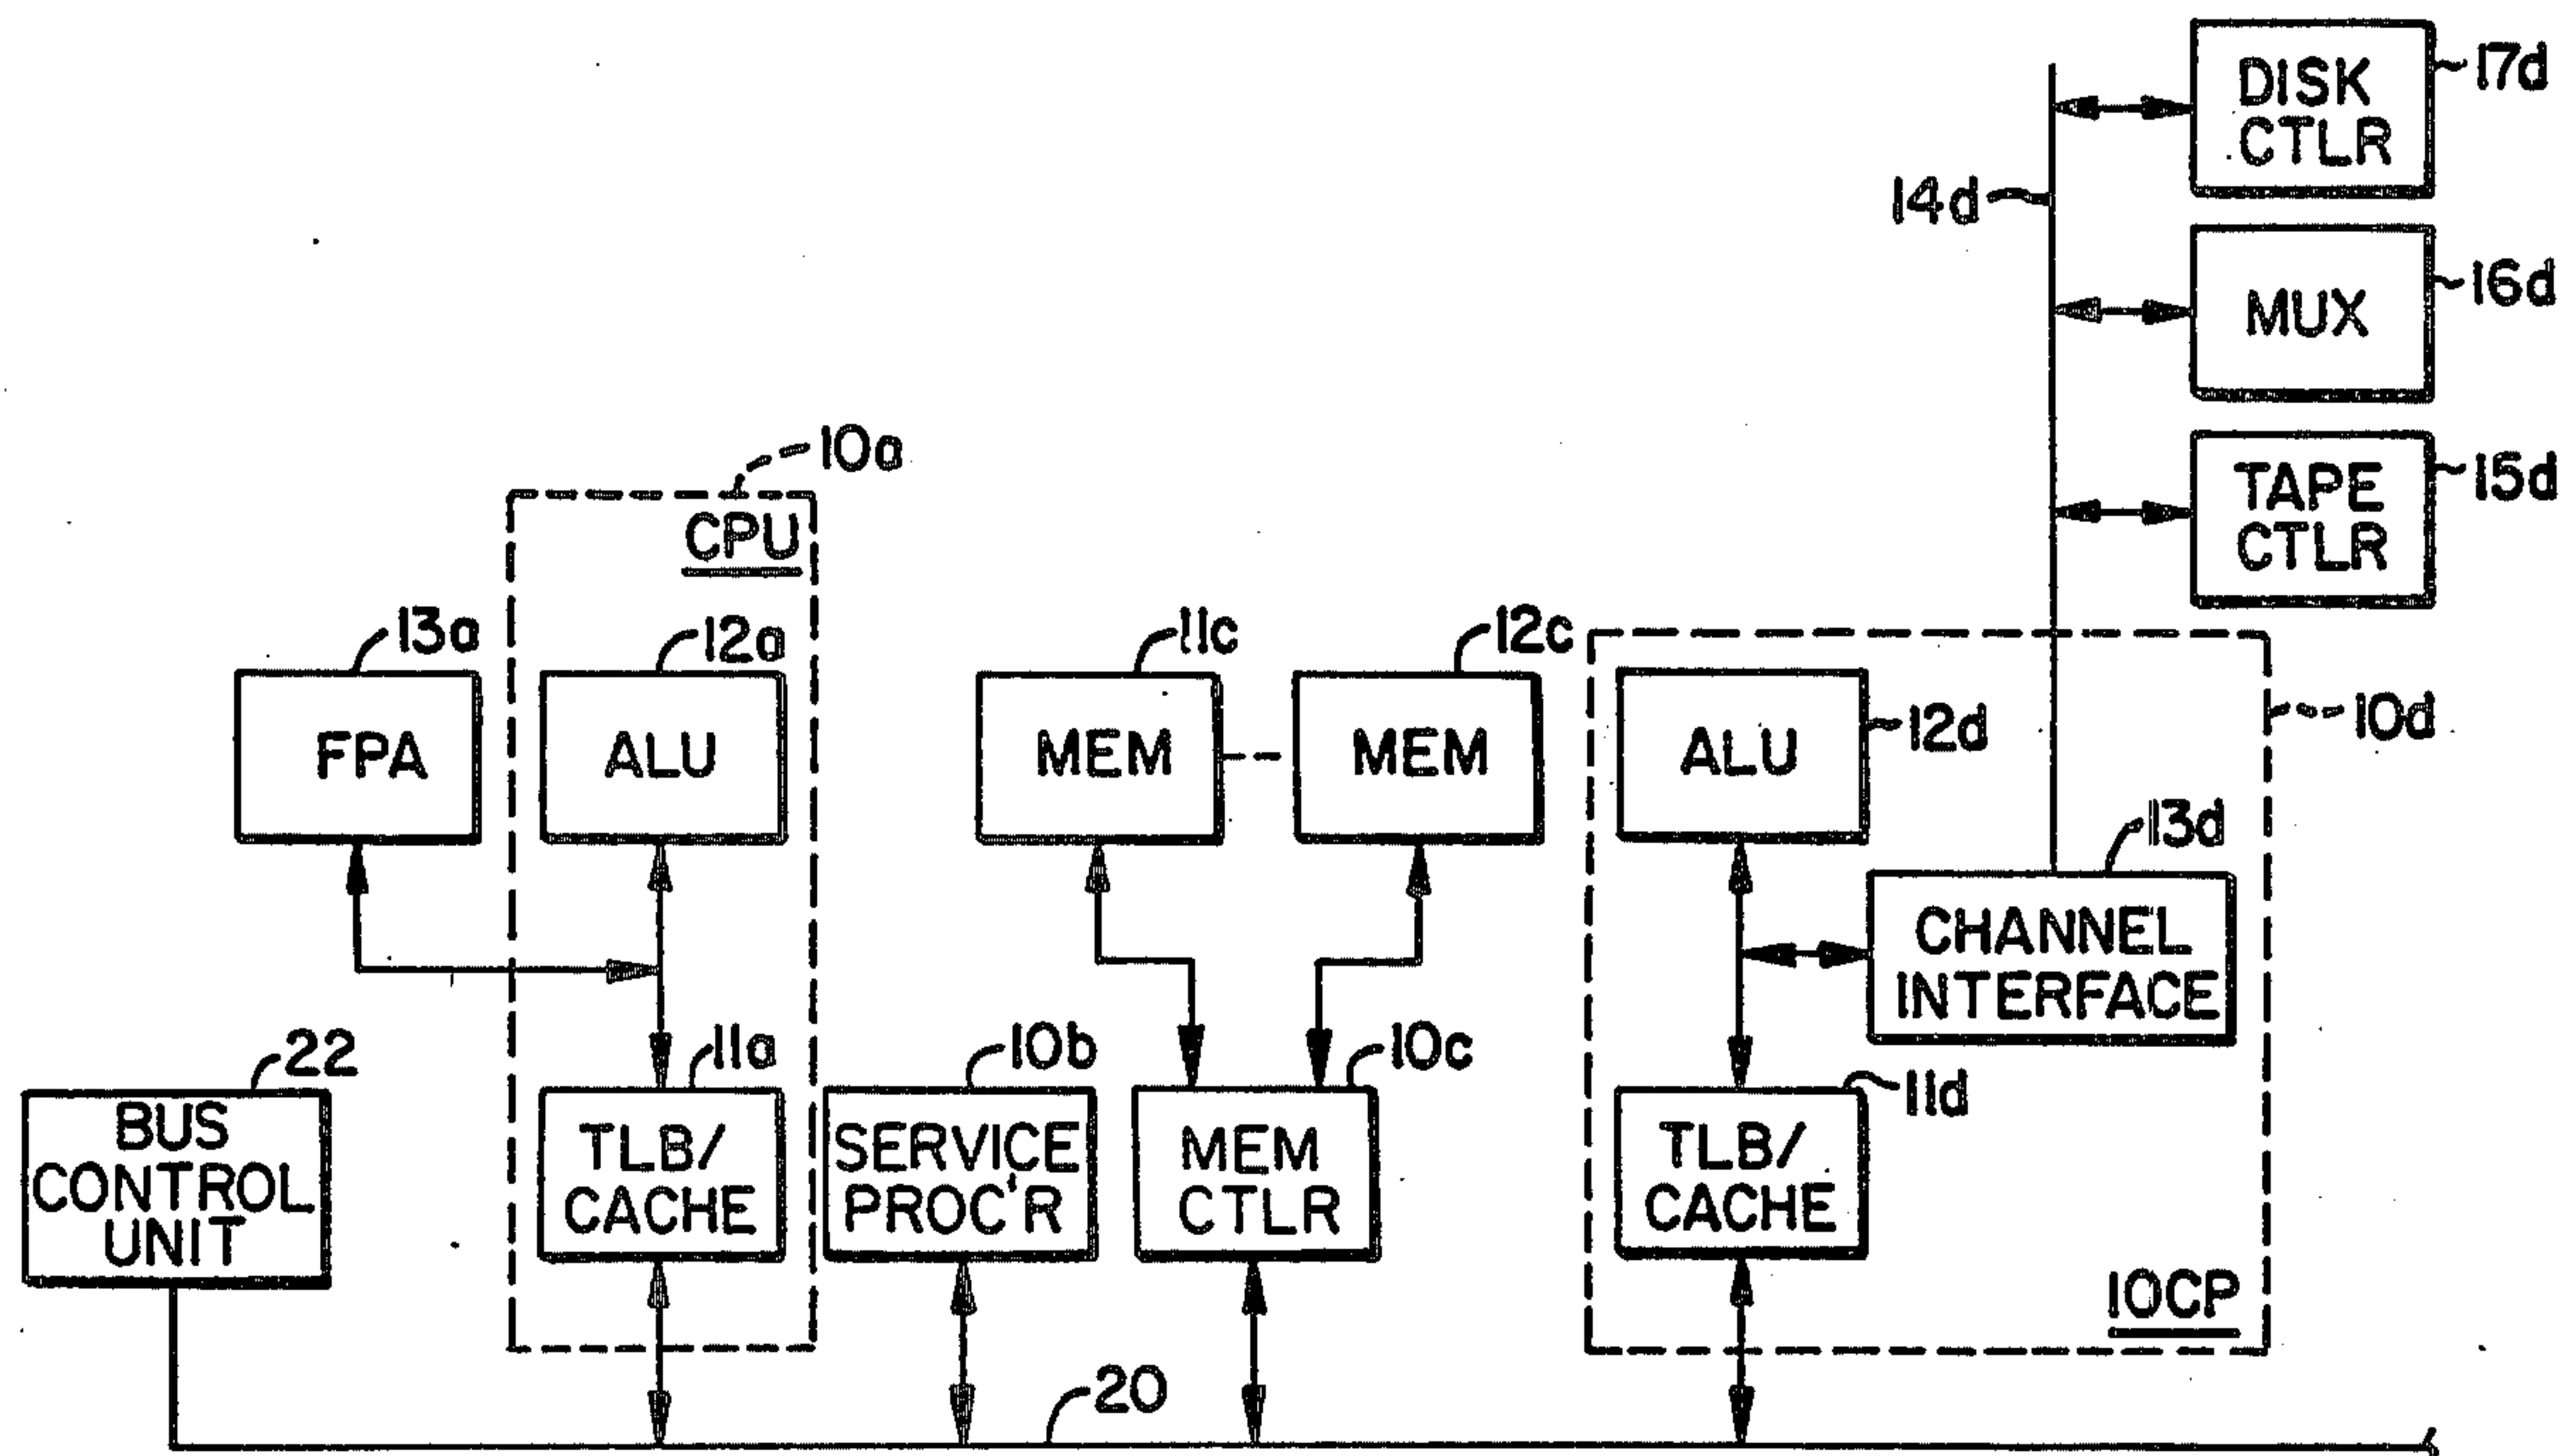 DISK
CTLR
17d
14d
MUX
16d
TAPE
CTLR
15d
10a
CPU
13a
FPA
12a
ALU
11c
MEM
12c
MEM
ALU
12d
10d
13d
CHANNEL
INTERFACE
22
BUS
CONTROL
UNIT
11a
TLB/
CACHE
10b
SERVICE
PROC'R
10c
MEM
CTLR
11d
TLB/
CACHE
10CP
20